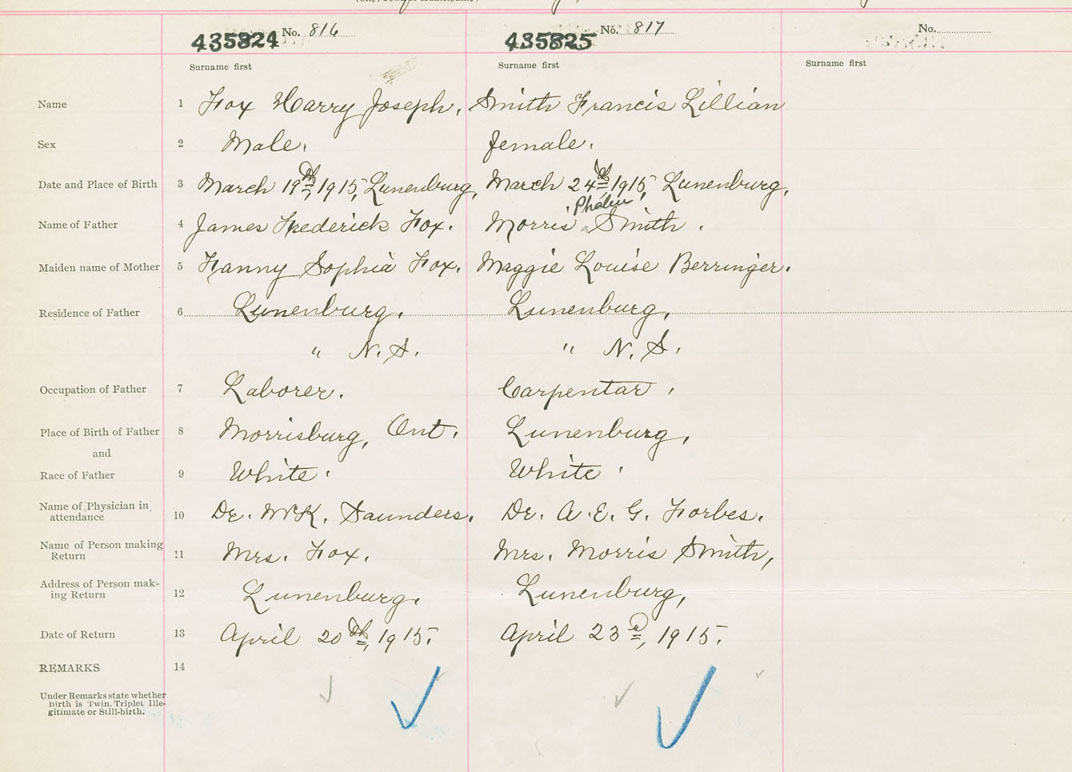 435824 No. 816 435825 No. 817 No.
Surname first Surname first Surname first
Name 1 Fox Harry Joseph. Smith Francis Lillian
Sex 2 Male. female.
Date and Place of Birth 3 March 19th, 1915, Lunenburg, March 24th 1915, Lunenburg.
Phalen
Name of Father 4 James Frederick Fox. Morris Smith.
Maiden name of Mother 5 Fanny Sophia Fox. Maggie Louise Berringer.
Residence of Father 6 Lunenburg. Lunenburg,
" N.S. " N.S.
Occupation of Father 7 Laborer. Carpentar.
Place of Birth of Father 8 Morrisburg, Ont. Lunenburg,
and
Race of Father 9 White. White.
Name of Physician in
attendance 10 Dr. McK. Saunders. Dr. A. E. G. Forbes.
Name of Person making
Return 11 Mrs. Fox. Mrs. Morris Smith,
Address of Person mak-
ing Return 12 Lunenburg. Lunenburg,
Date of Return 13 April 20th, 1915. April 23d, 1915.
REMARKS 14
Under Remarks state whether
Birth is Twin, Triplet Ille-
gitimate or Still-birth.